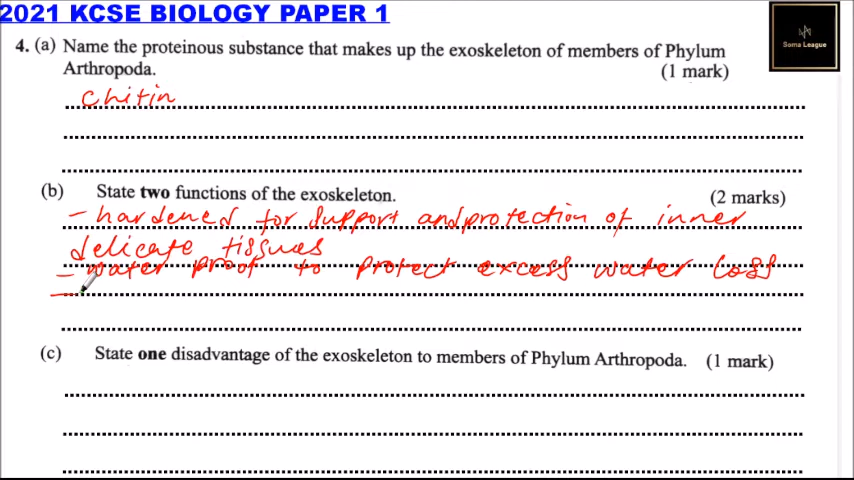 2021 KCSE BIOLOGY PAPER 1
Soma League
4. (a) Name the proteinous substance that makes up the exoskeleton of members of Phylum
Arthropoda. (1 mark)
chitin
(b) State two functions of the exoskeleton. (2 marks)
- hardened for support and protection of inner
delicate tissues
- water proof to protect excess water loss
(c) State one disadvantage of the exoskeleton to members of Phylum Arthropoda. (1 mark)